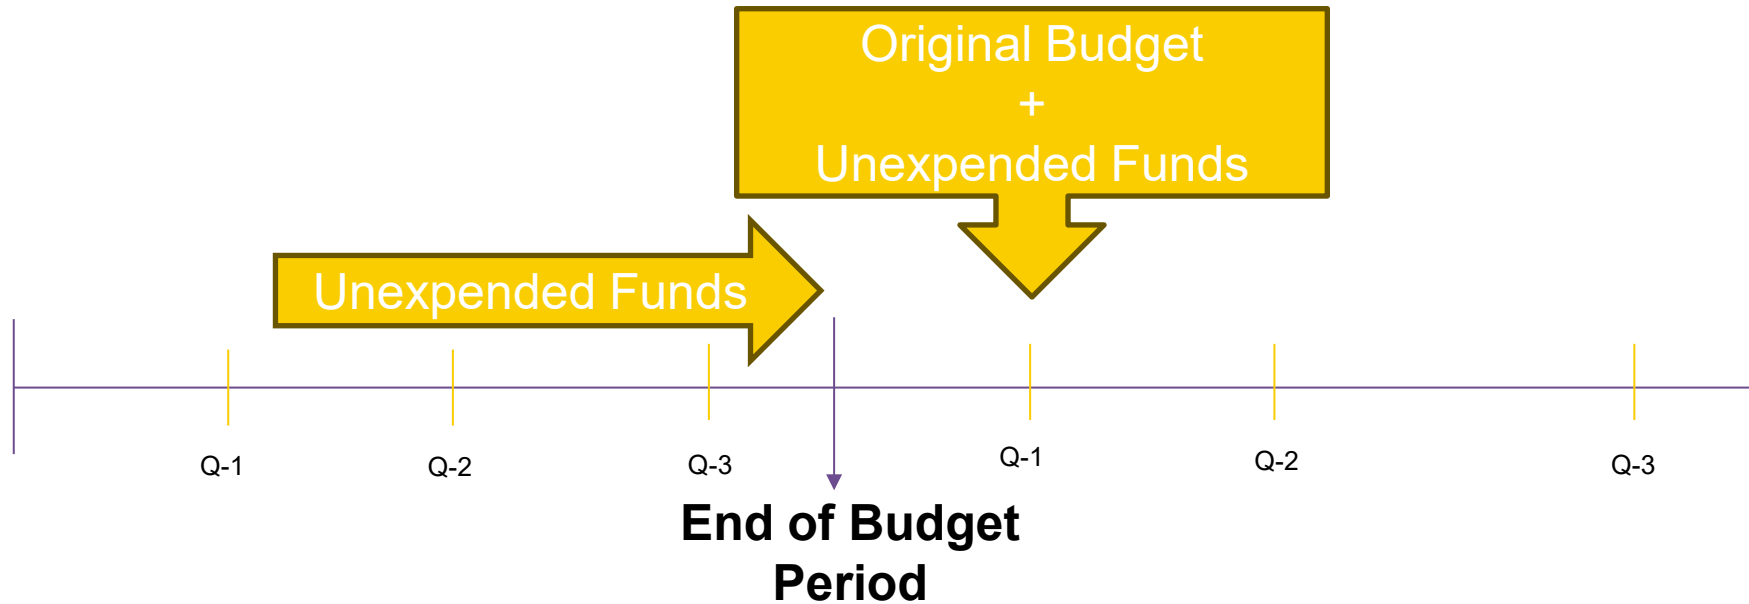 Original Budget
+
Unexpended Funds
Unexpended Funds
Q-1
Q-2
Q-3
Q-1
Q-2
Q-3
End of Budget
Period